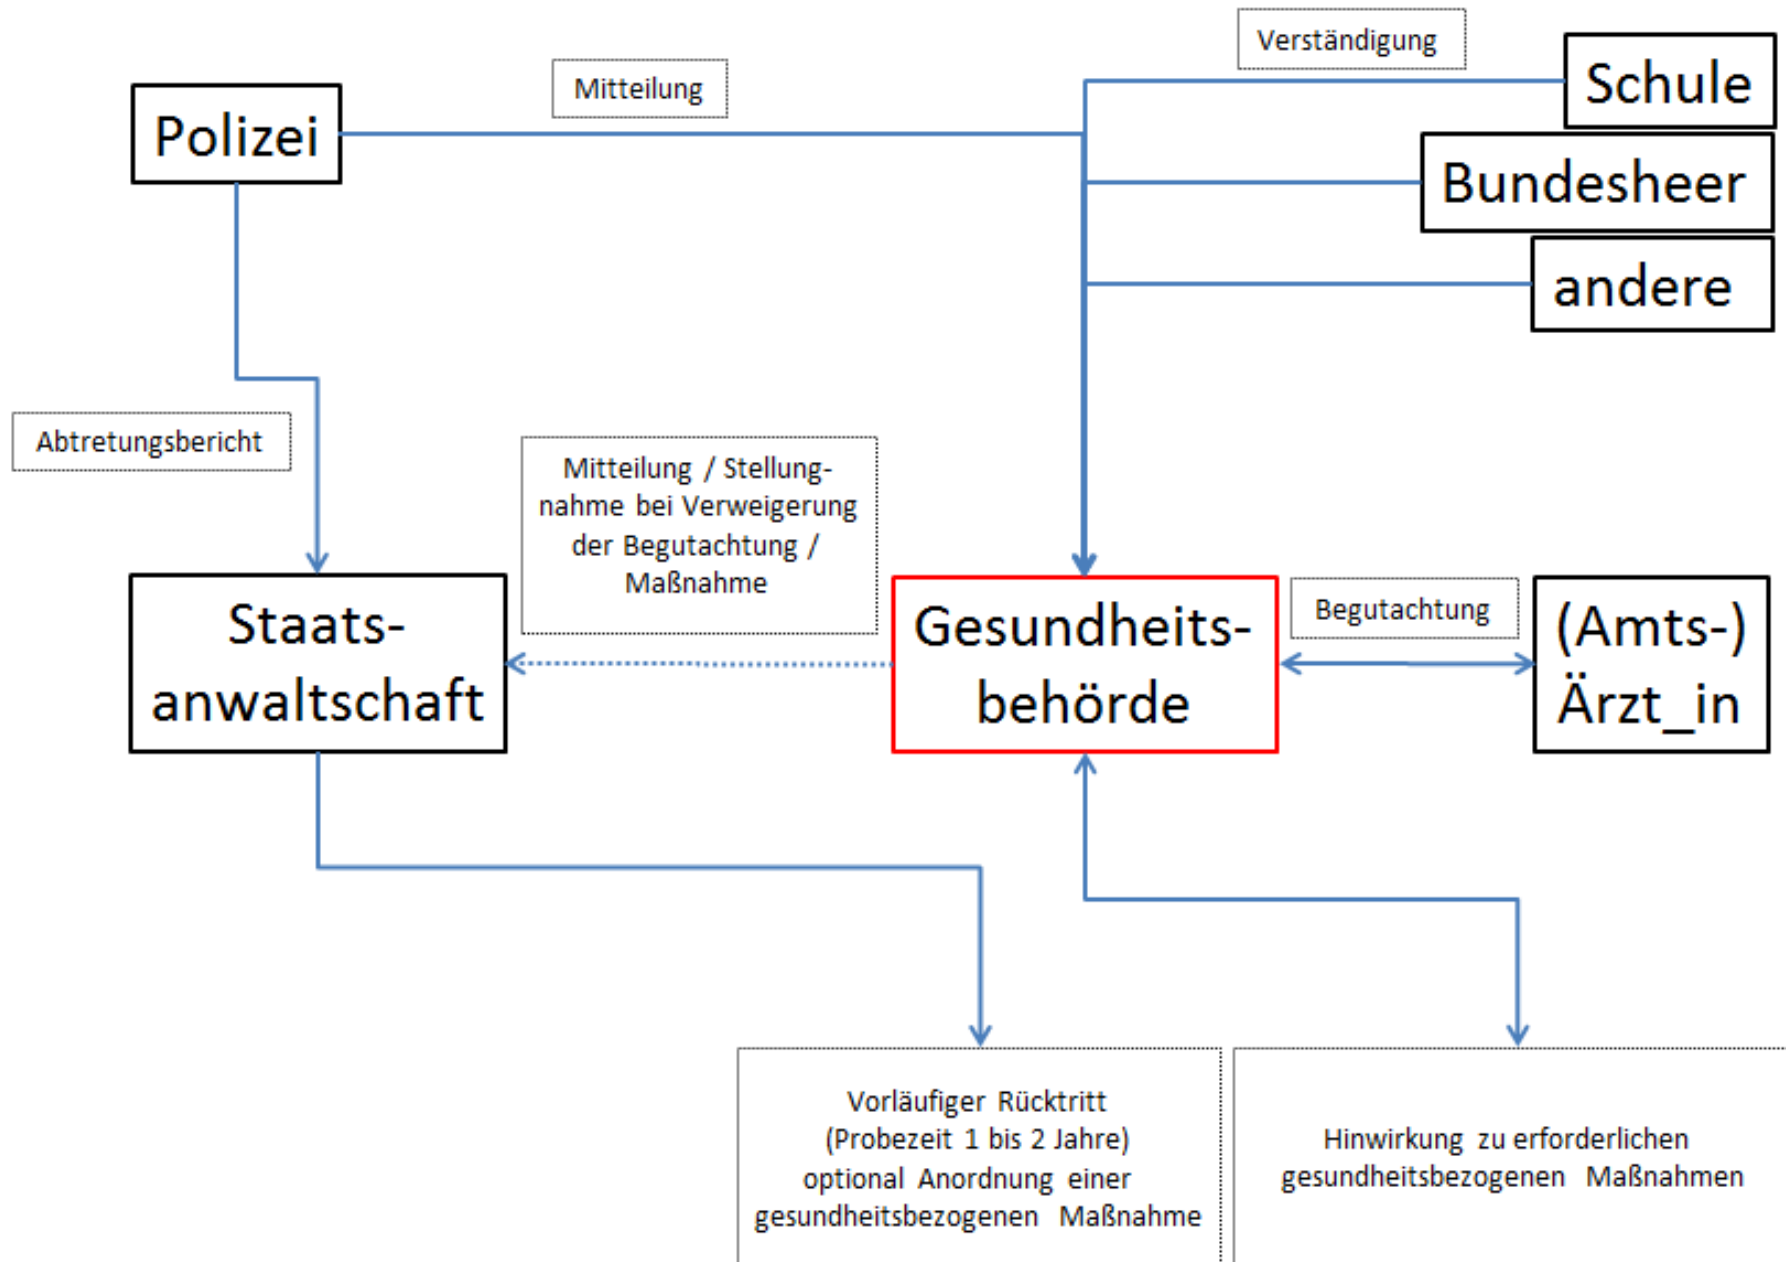 Verständigung
Schule
Mitteilung
Polizei
Bundesheer
andere
Abtretungsbericht
Mitteilung / Stellung-
nahme bei Verweigerung
der Begutachtung /
Maßnahme
Staats-
anwaltschaft
Gesundheits-
behörde
Begutachtung
(Amts-)
Ärzt_in
Vorläufiger Rücktritt
(Probezeit 1 bis 2 Jahre)
optional Anordnung einer
gesundheitsbezogenen Maßnahme
Hinwirkung zu erforderlichen
gesundheitsbezogenen Maßnahmen